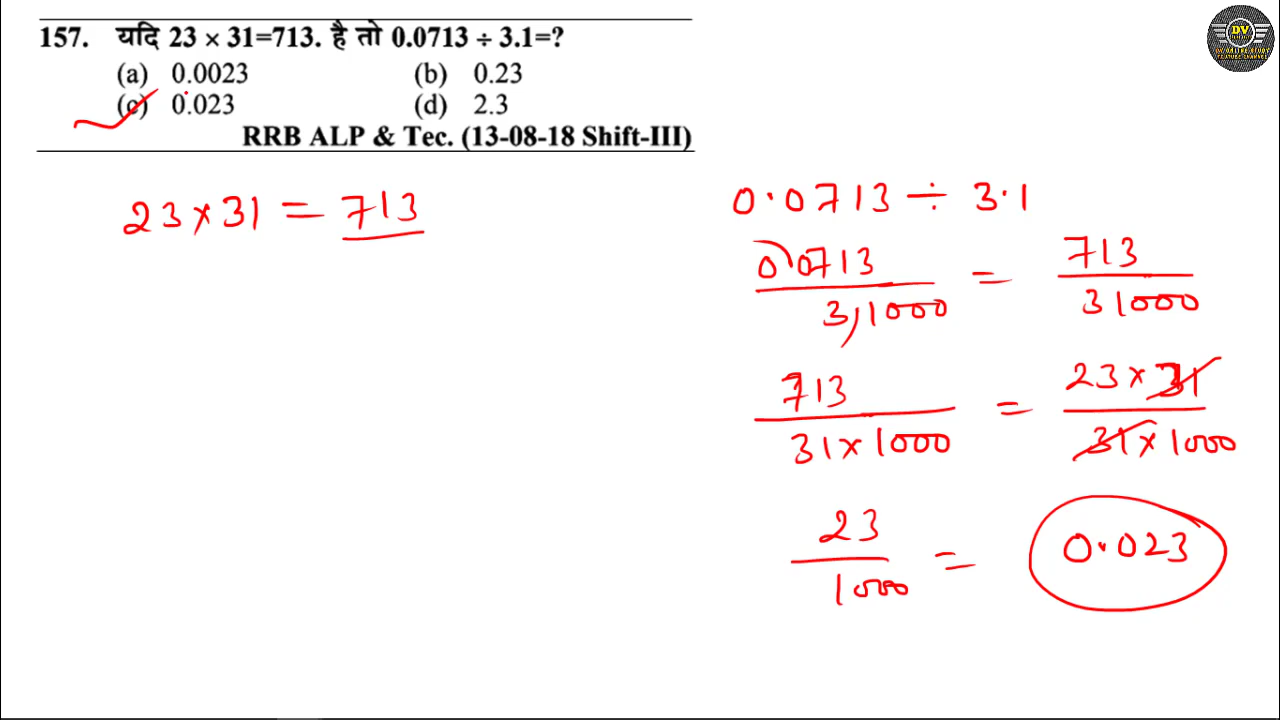 157. यदि 23 × 31=713. है तो 0.0713 ÷ 3.1=?
(a) 0.0023 (b) 0.23
(c) 0.023 (d) 2.3
RRB ALP & Tec. (13-08-18 Shift-III)
23 × 31 = 713
0.0713 ÷ 3.1
0.0713 / 3.1000 = 713 / 31000
713 / 31 × 1000 = 23 × 31 / 31 × 1000
23 / 1000 = 0.023
DV